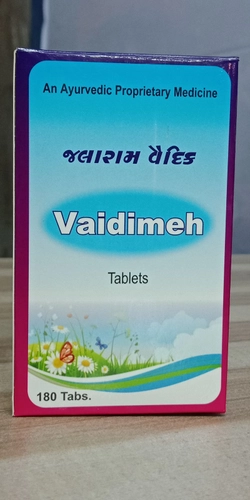 An Ayurvedic Proprietary Medicine
જલારામ વૈદિક
Vaidimeh
Tablets
180 Tabs.